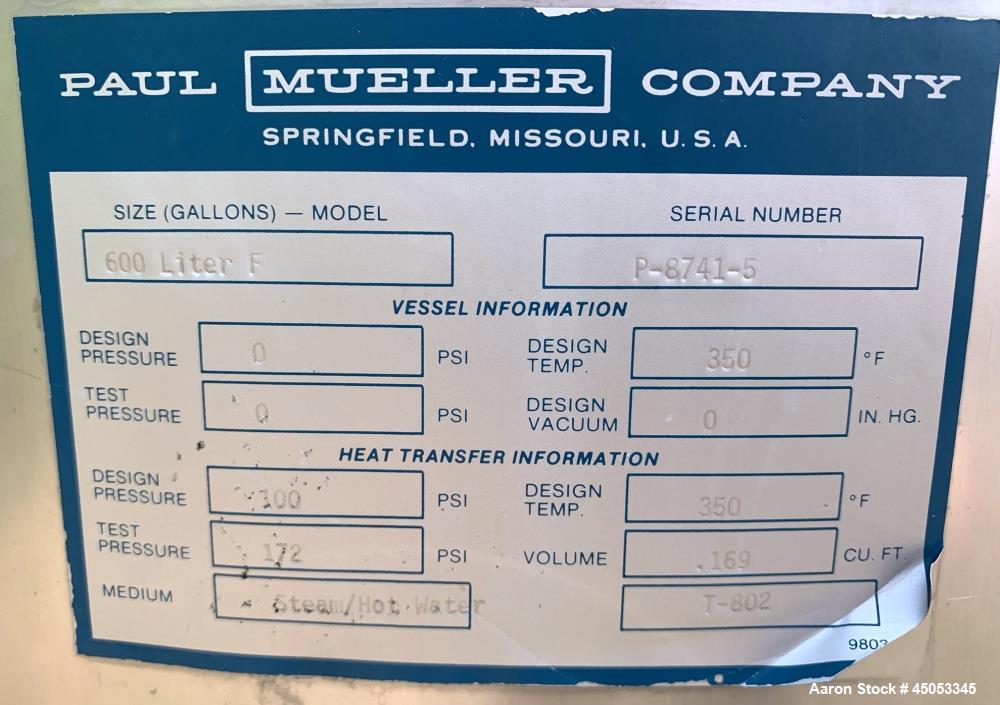 PAUL MUELLER COMPANY
SPRINGFIELD, MISSOURI, U.S.A.
SIZE (GALLONS) — MODEL SERIAL NUMBER
600 Liter F P-8741-5
VESSEL INFORMATION
DESIGN PRESSURE 0 PSI DESIGN TEMP. 350 °F
TEST PRESSURE 0 PSI DESIGN VACUUM 0 IN. HG.
HEAT TRANSFER INFORMATION
DESIGN PRESSURE 100 PSI DESIGN TEMP. 350 °F
TEST PRESSURE 172 PSI VOLUME .169 CU. FT.
MEDIUM Steam/Hot Water T-802
9803
Aaron Stock # 45053345